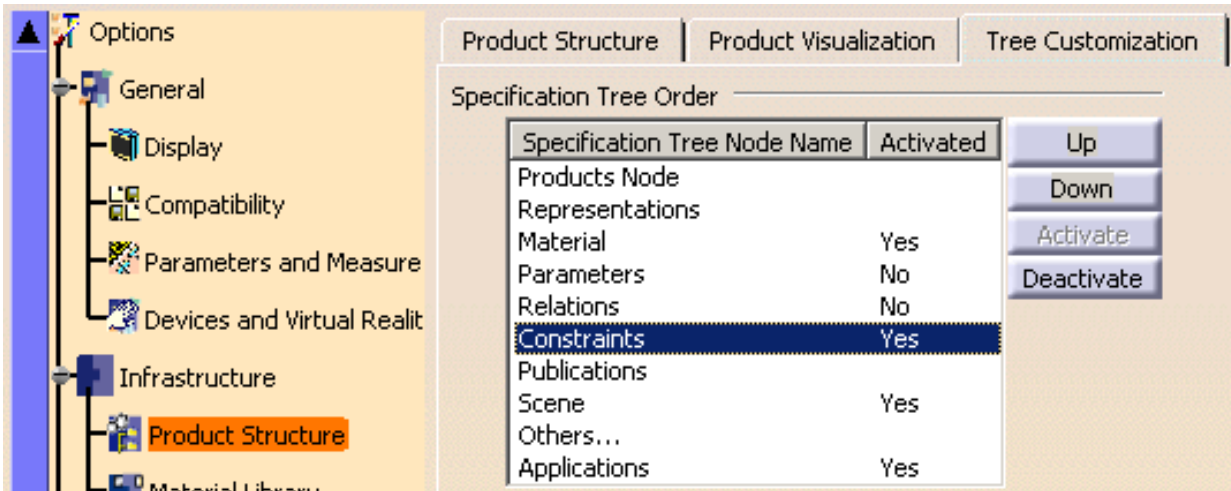 Options
General
Display
Compatibility
Parameters and Measure
Devices and Virtual Realit
Infrastructure
Product Structure
Material Library
Product Structure Product Visualization Tree Customization
Specification Tree Order
Specification Tree Node Name Activated
Products Node
Representations
Material Yes
Parameters No
Relations No
Constraints Yes
Publications
Scene Yes
Others...
Applications Yes
Up
Down
Activate
Deactivate